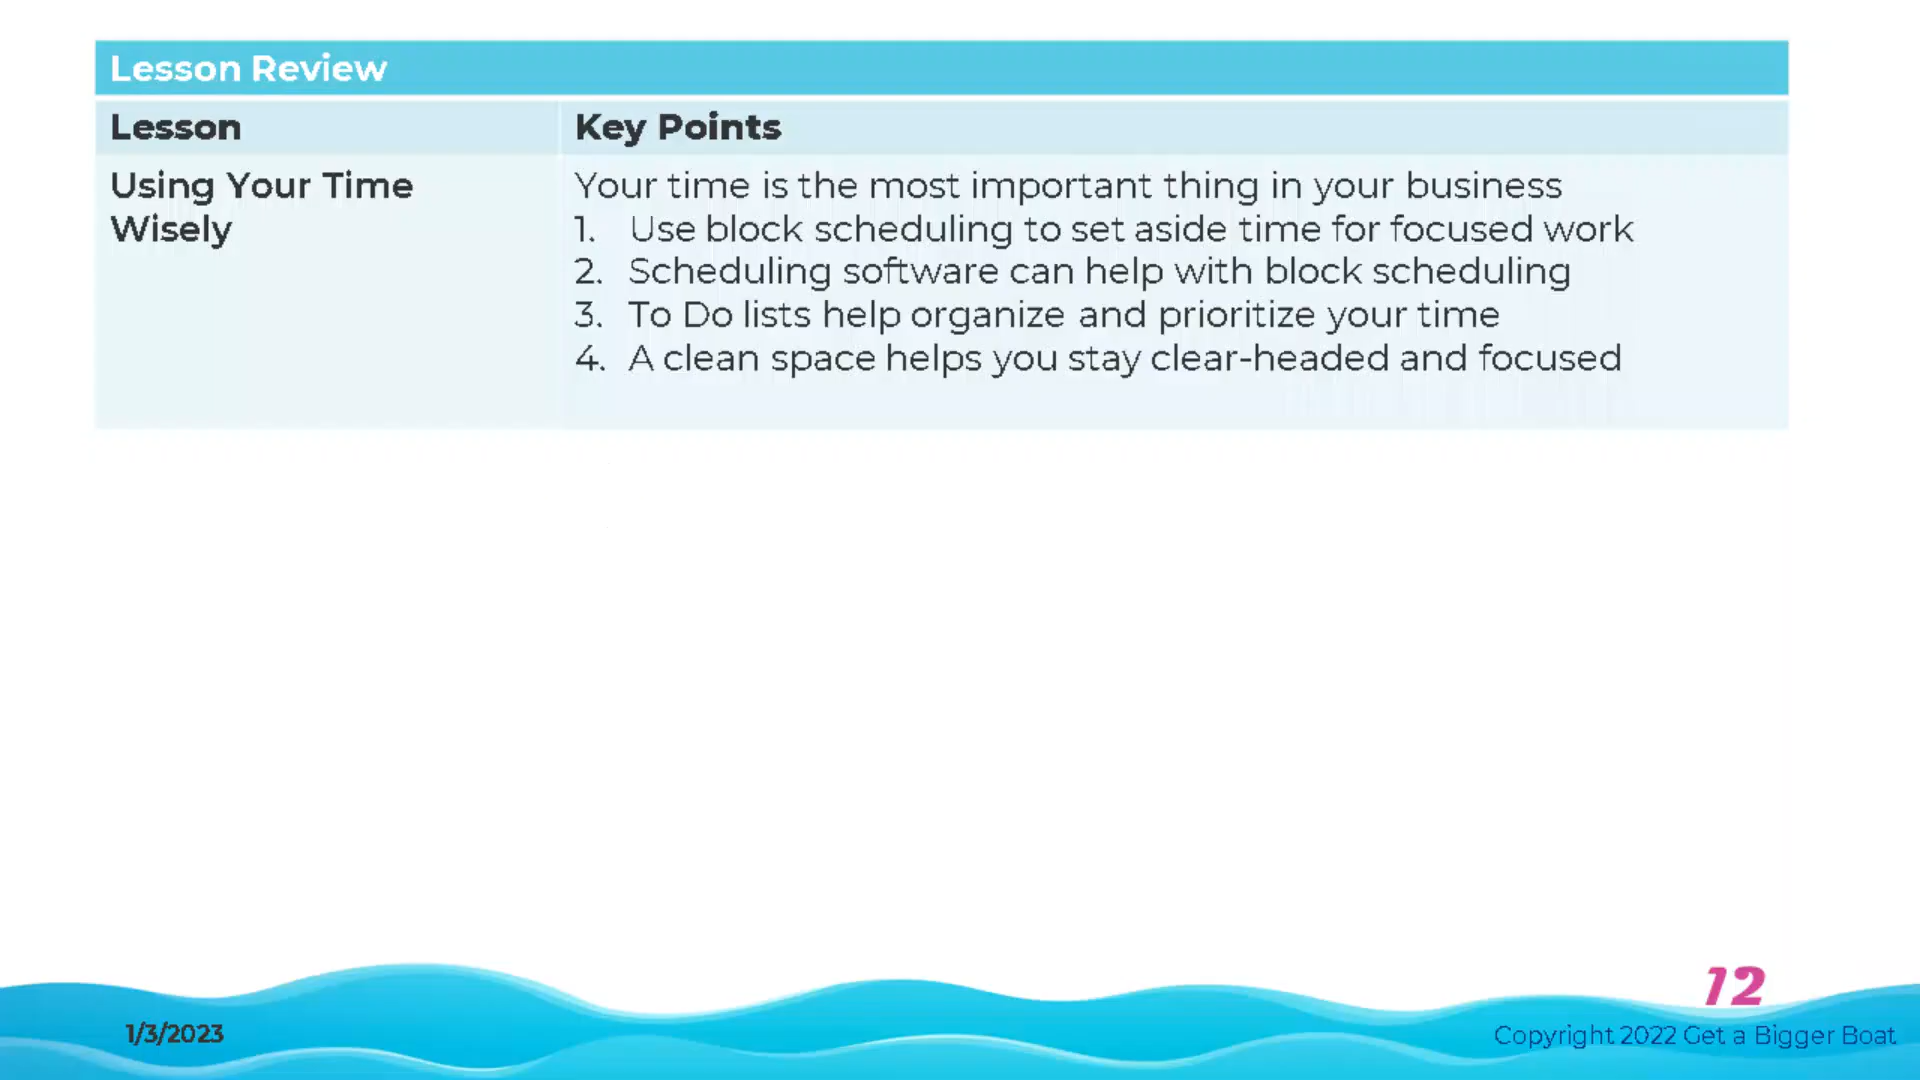 Lesson Review
Lesson
Key Points
Using Your Time
Wisely
Your time is the most important thing in your business
1. Use block scheduling to set aside time for focused work
2. Scheduling software can help with block scheduling
3. To Do lists help organize and prioritize your time
4. A clean space helps you stay clear-headed and focused
12
1/3/2023
Copyright 2022 Get a Bigger Boat